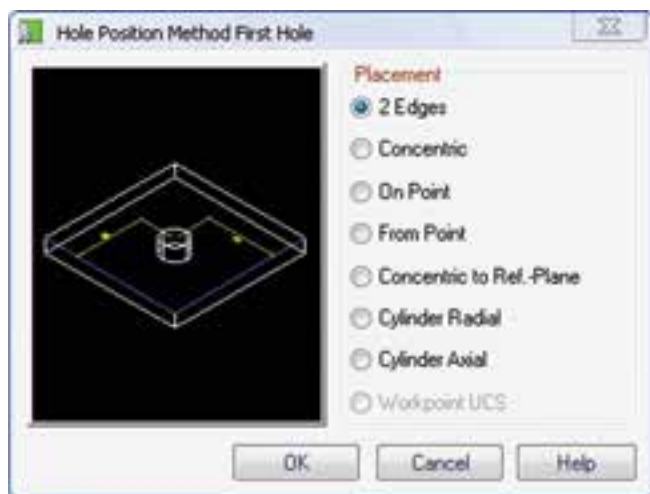 Hole Position Method First Hole
Placement
2 Edges
Concentric
On Point
From Point
Concentric to Ref.-Plane
Cylinder Radial
Cylinder Axial
Workpoint UCS
OK
Cancel
Help